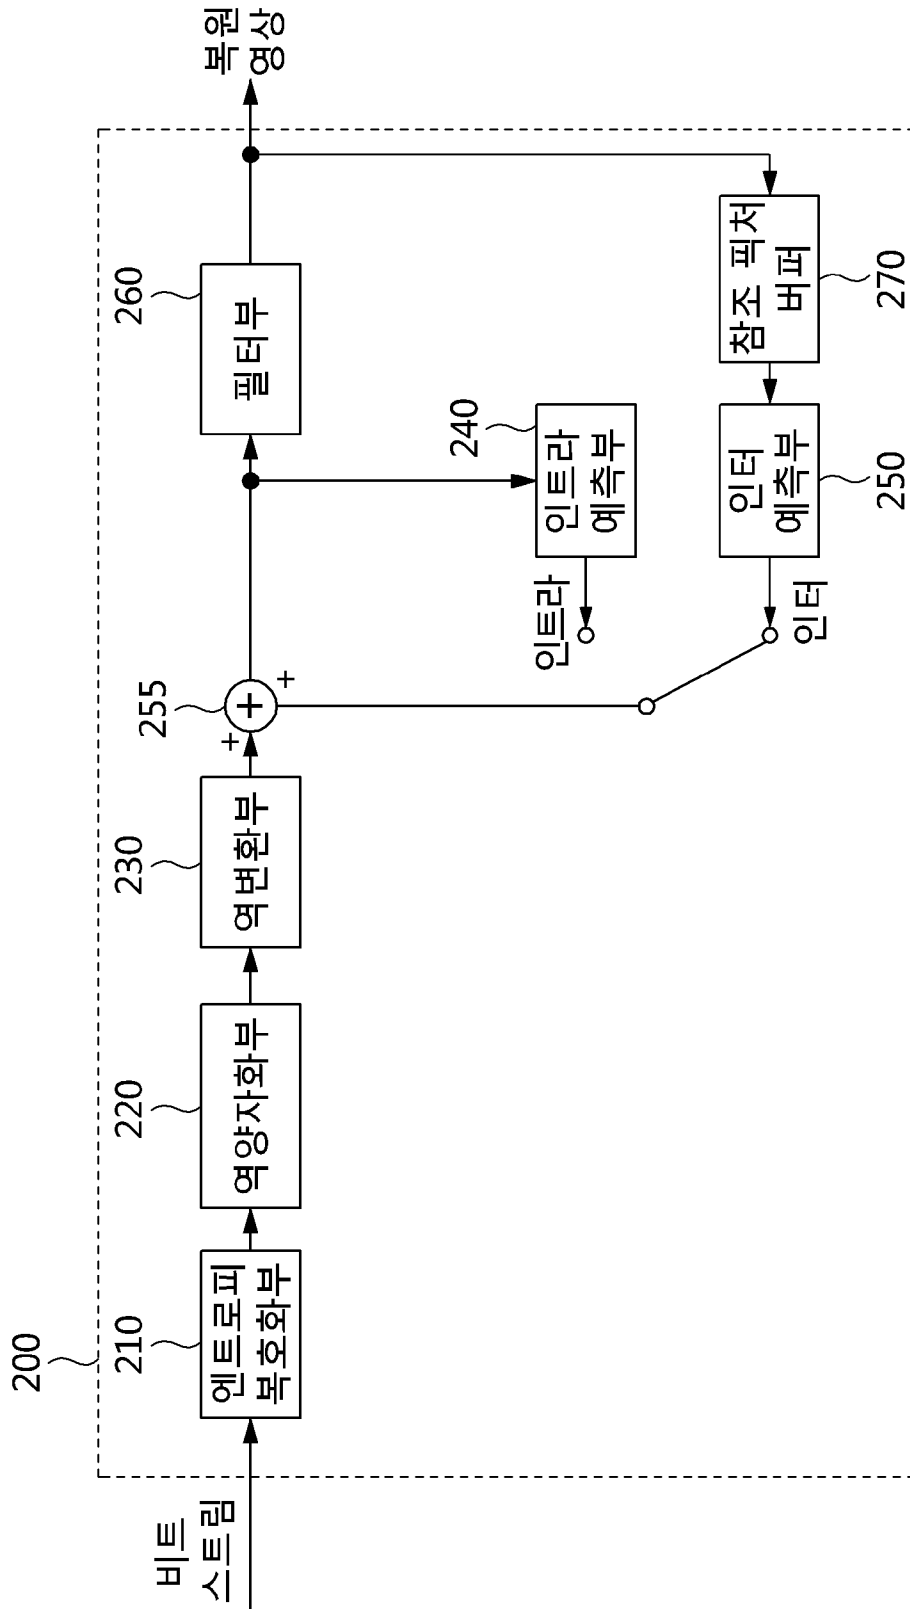 200
비트
스트림
210
엔트로피
복호화부
220
역양자화부
230
역변환부
255
+
+
+
260
필터부
복원
영상
240
인트라
예측부
인트라
270
참조 픽처
버퍼
250
인터
예측부
인터